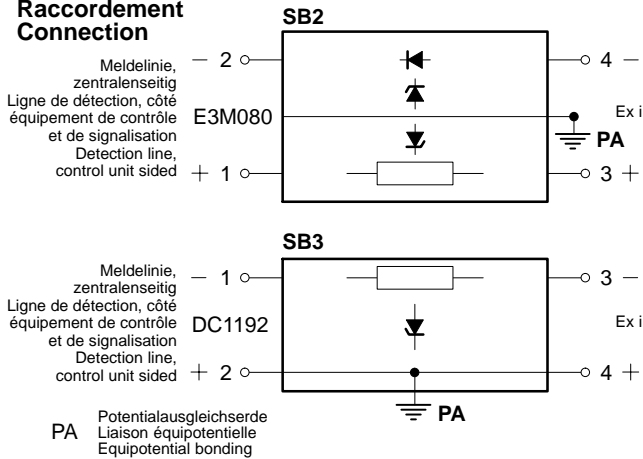 Raccordement
Connection
SB2
Meldelinie,
zentralenseitig
Ligne de détection, côté
équipement de contrôle
et de signalisation
Detection line,
control unit sided
− 2
E3M080
+ 1
4 −
Ex i
PA
3 +
SB3
Meldelinie,
zentralenseitig
Ligne de détection, côté
équipement de contrôle
et de signalisation
Detection line,
control unit sided
− 1
DC1192
+ 2
3 −
Ex i
4 +
PA
PA
Potentialausgleichserde
Liaison équipotentielle
Equipotential bonding